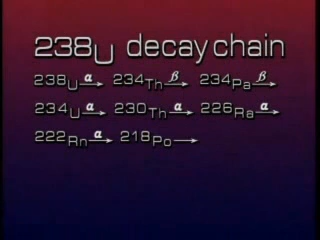 238U decay chain
238U α→ 234Th β→ 234Pa β→
234U α→ 230Th α→ 226Ra α→
222Rn α→ 218Po →